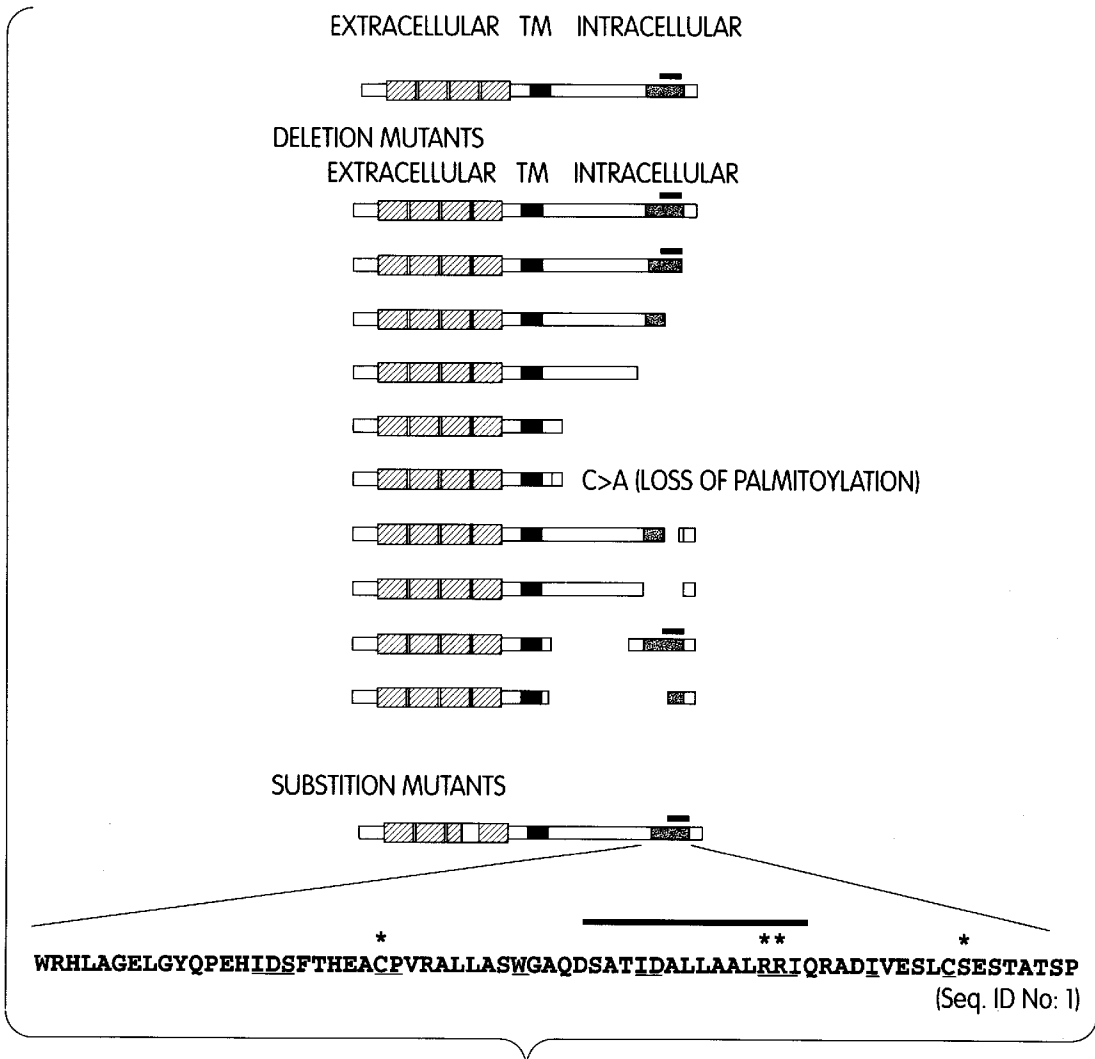 EXTRACELLULAR TM INTRACELLULAR
DELETION MUTANTS
EXTRACELLULAR TM INTRACELLULAR
C>A (LOSS OF PALMITOYLATION)
SUBSTITION MUTANTS
* ** *
WRHLAGELGYQPEHIDSFTHEACPVRALLASWGAQDSATIDALLAALRRIQRADIVESLCSESTATSP
(Seq. ID No: 1)